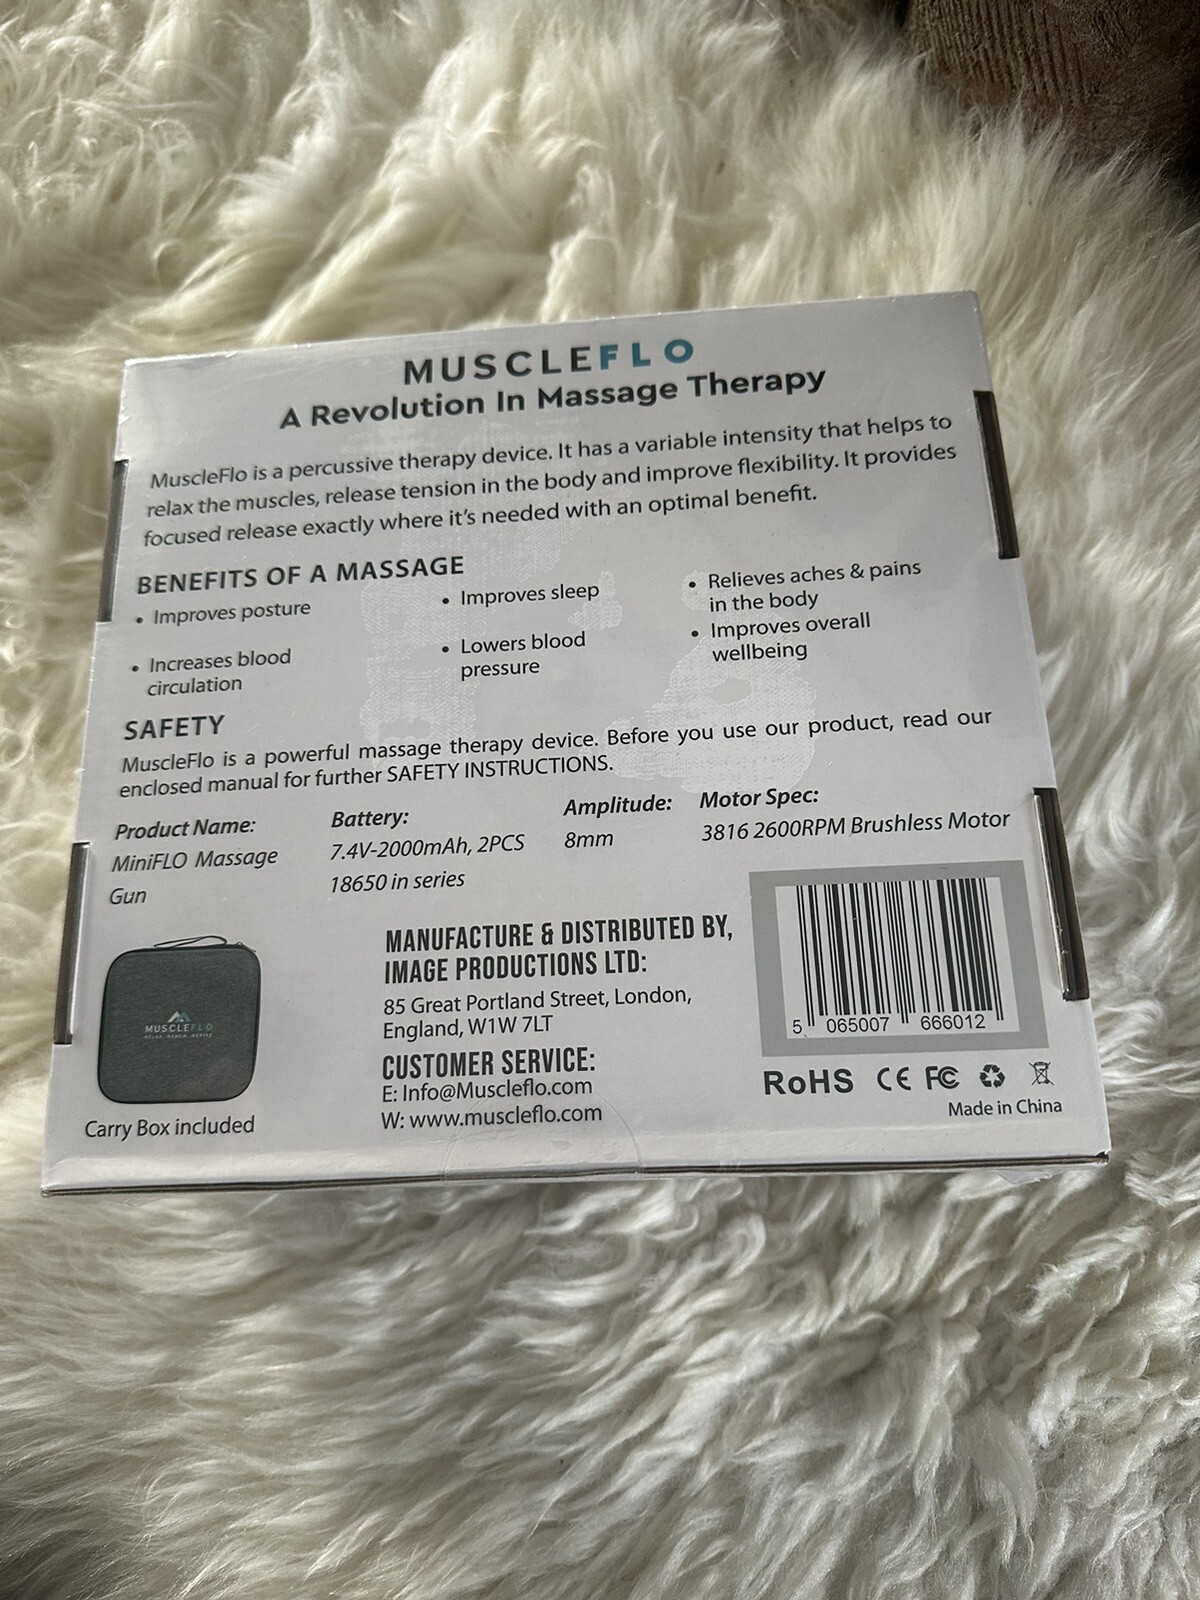 MUSCLEFLO
A Revolution In Massage Therapy
MuscleFlo is a percussive therapy device. It has a variable intensity that helps to
relax the muscles, release tension in the body and improve flexibility. It provides
focused release exactly where it's needed with an optimal benefit.
BENEFITS OF A MASSAGE
• Improves posture
• Increases blood
circulation
• Improves sleep
• Lowers blood
pressure
• Relieves aches & pains
in the body
• Improves overall
wellbeing
SAFETY
MuscleFlo is a powerful massage therapy device. Before you use our product, read our
enclosed manual for further SAFETY INSTRUCTIONS.
Product Name:
MiniFLO Massage
Gun
Battery:
7.4V-2000mAh, 2PCS
18650 in series
Amplitude:
8mm
Motor Spec:
3816 2600RPM Brushless Motor
MUSCLEFLO
RELAX. RENEW. REVIVE
Carry Box included
MANUFACTURE & DISTRIBUTED BY,
IMAGE PRODUCTIONS LTD:
85 Great Portland Street, London,
England, W1W 7LT
CUSTOMER SERVICE:
E: Info@Muscleflo.com
W: www.muscleflo.com
5 065007 666012
RoHS CE FC
Made in China